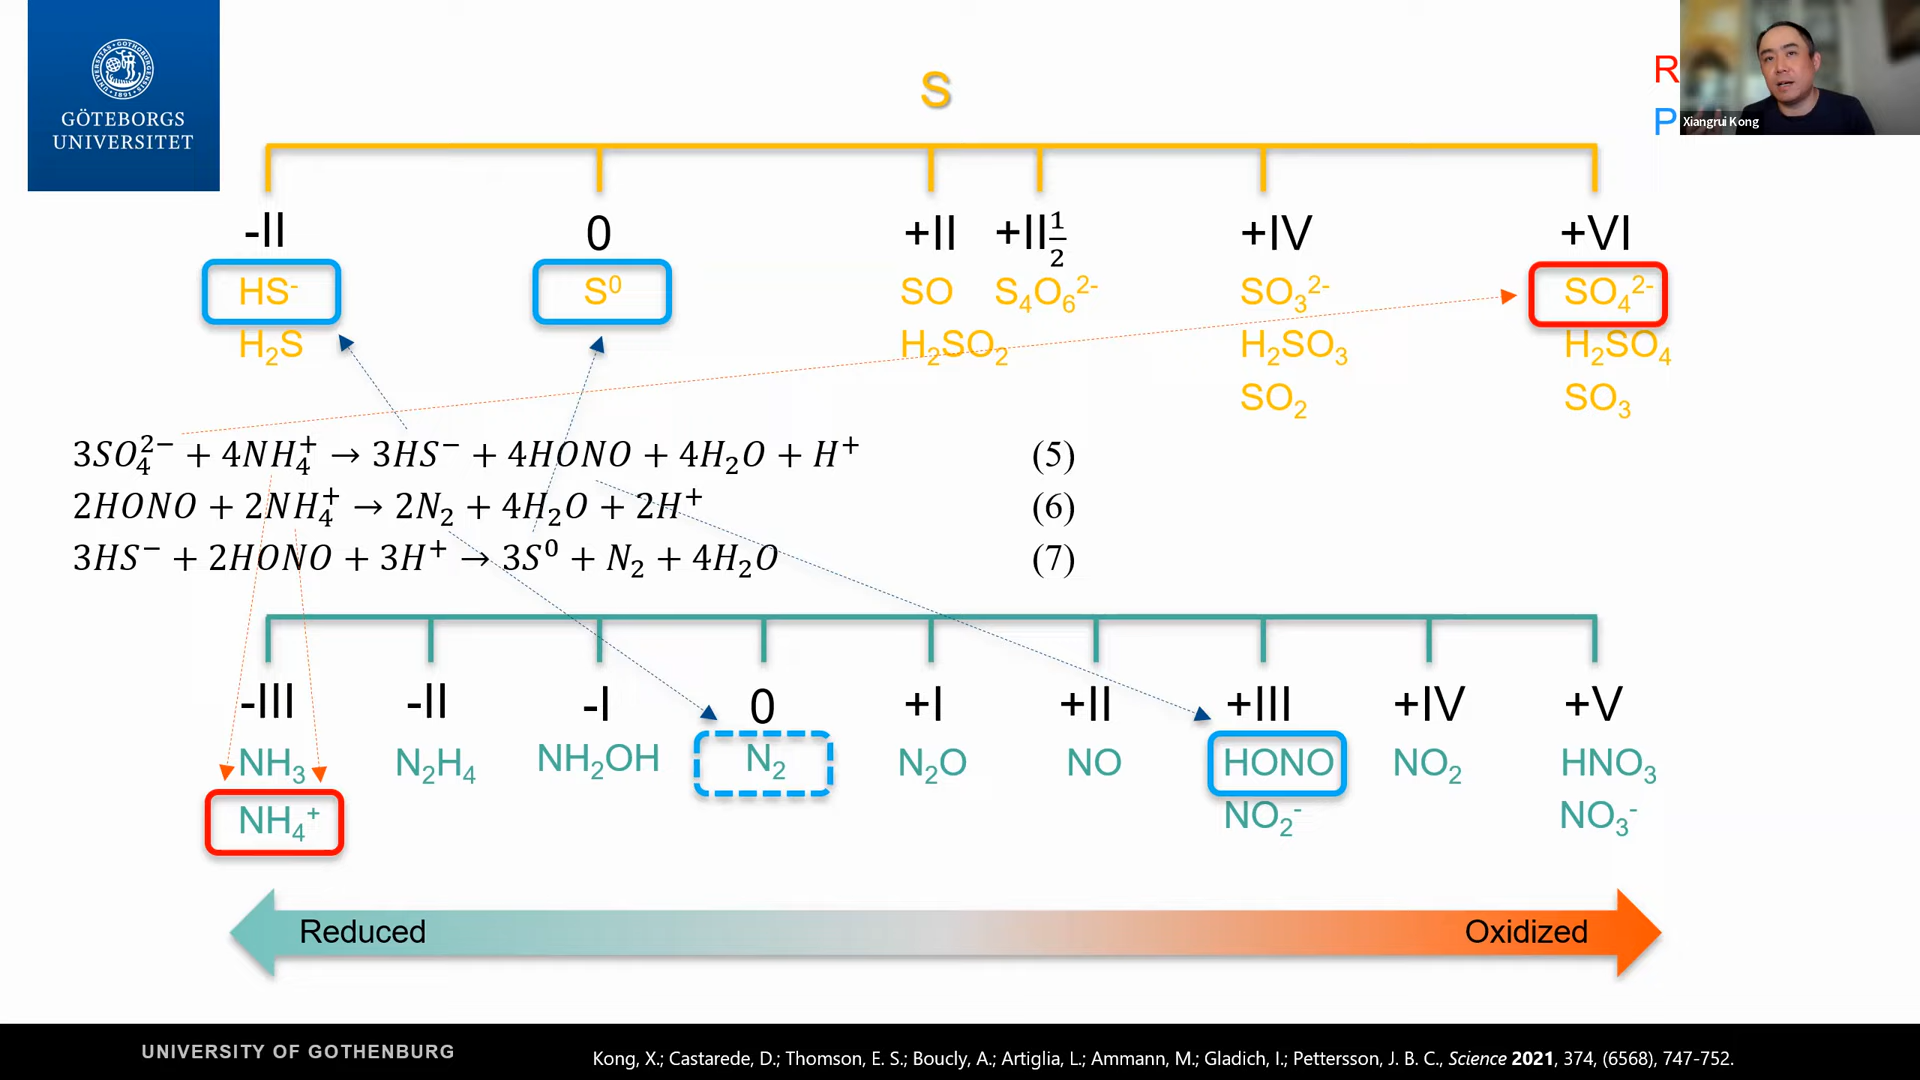 GÖTEBORGS
UNIVERSITET
S
R
P
Xiangrui Kong
-II 0 +II +II½ +IV +VI
HS⁻ S⁰ SO S₄O₆²⁻ SO₃²⁻ SO₄²⁻
H₂S H₂SO₂ H₂SO₃ H₂SO₄
SO₂ SO₃
3SO₄²⁻ + 4NH₄⁺ → 3HS⁻ + 4HONO + 4H₂O + H⁺ (5)
2HONO + 2NH₄⁺ → 2N₂ + 4H₂O + 2H⁺ (6)
3HS⁻ + 2HONO + 3H⁺ → 3S⁰ + N₂ + 4H₂O (7)
-III -II -I 0 +I +II +III +IV +V
NH₃ N₂H₄ NH₂OH N₂ N₂O NO HONO NO₂ HNO₃
NH₄⁺ NO₂⁻ NO₃⁻
Reduced Oxidized
UNIVERSITY OF GOTHENBURG
Kong, X.; Castarede, D.; Thomson, E. S.; Boucly, A.; Artiglia, L.; Ammann, M.; Gladich, I.; Pettersson, J. B. C., Science 2021, 374, (6568), 747-752.